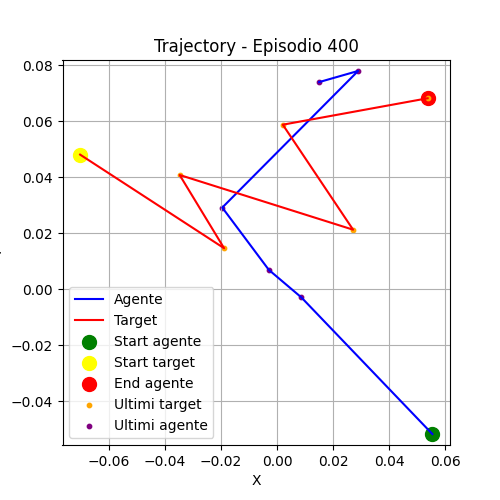 Trajectory - Episodio 400
0.08
0.06
0.04
0.02
0.00
−0.02
−0.04
Agente
Target
Start agente
Start target
End agente
Ultimi target
Ultimi agente
−0.06 −0.04 −0.02 0.00 0.02 0.04 0.06
X